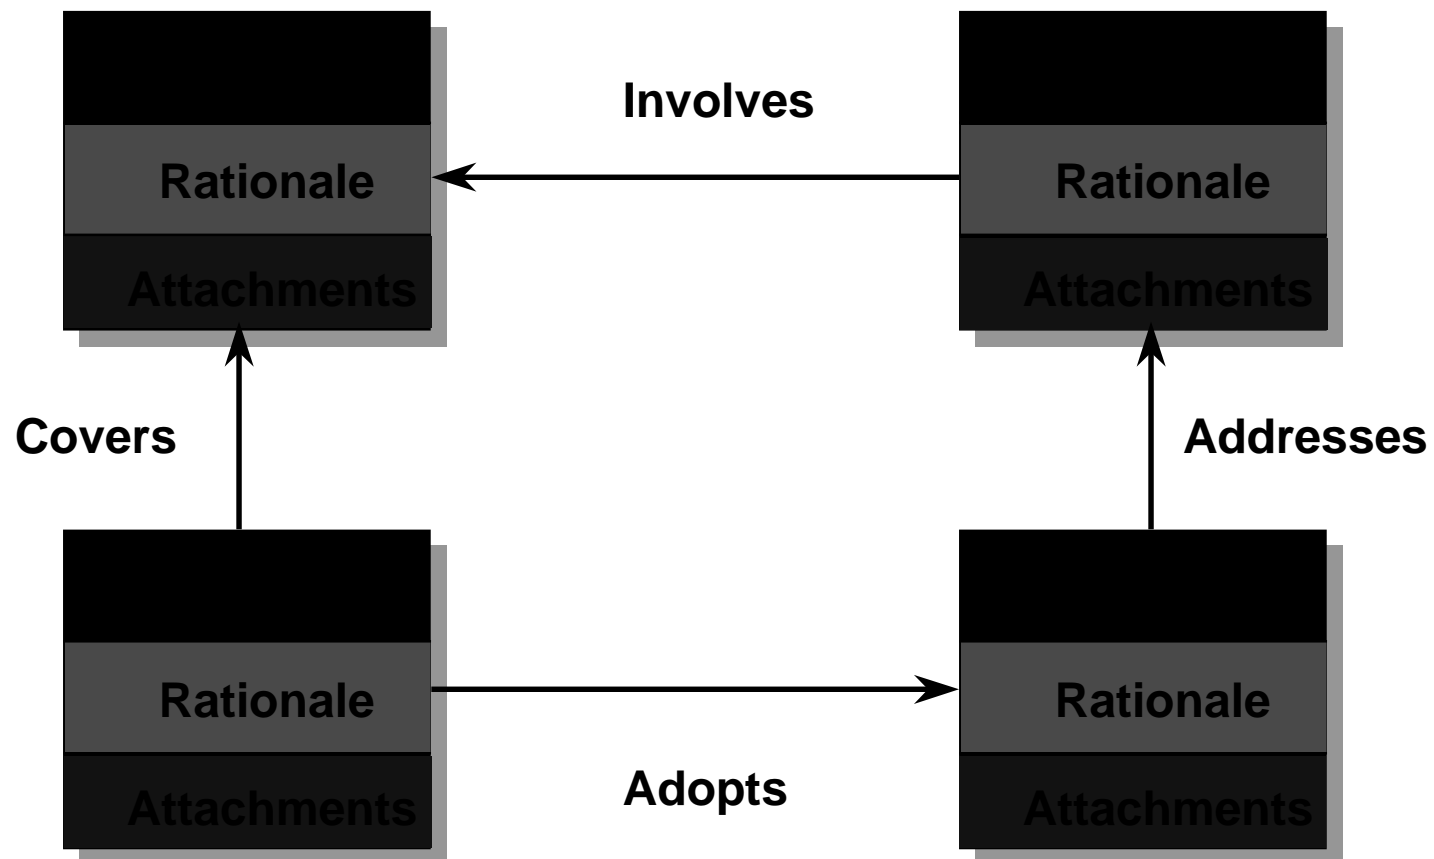 Involves
Rationale
Rationale
Attachments
Attachments
Covers
Addresses
Rationale
Rationale
Adopts
Attachments
Attachments